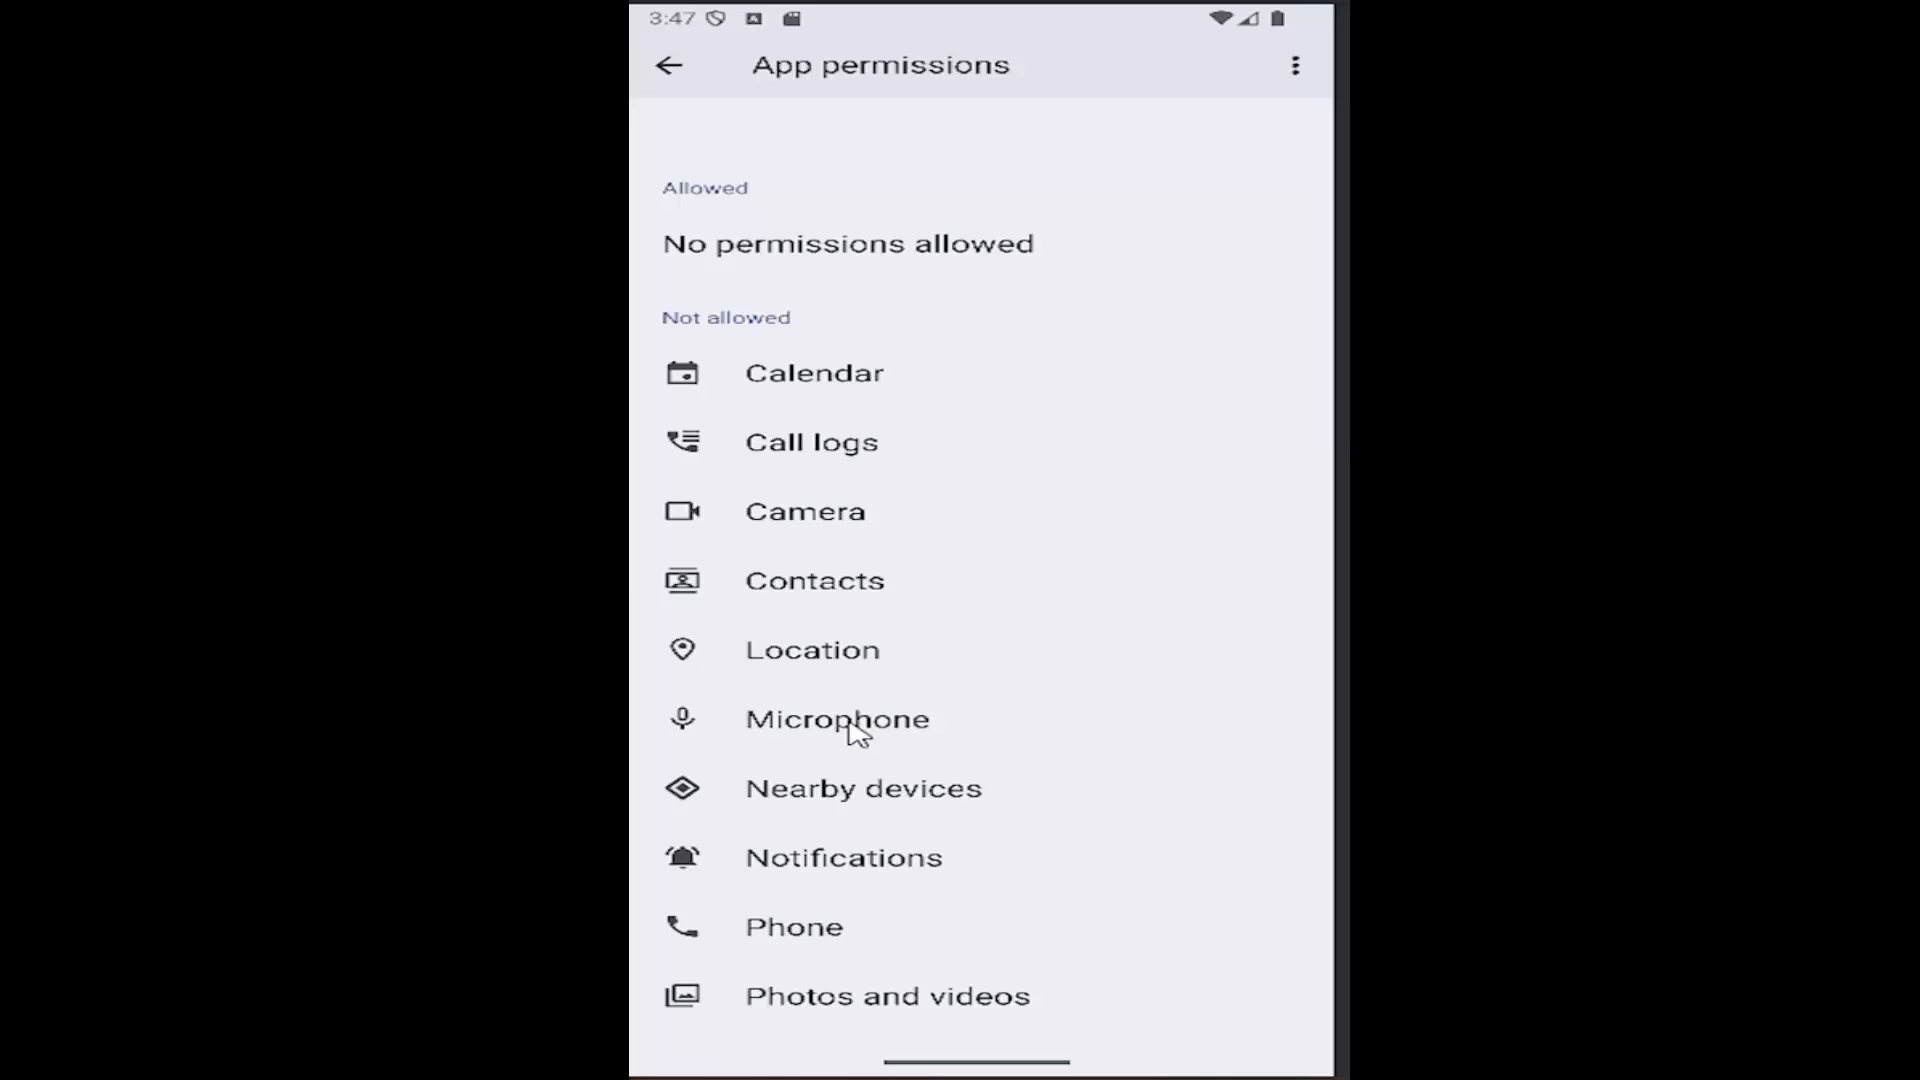 3:47
App permissions
Allowed
No permissions allowed
Not allowed
Calendar
Call logs
Camera
Contacts
Location
Microphone
Nearby devices
Notifications
Phone
Photos and videos